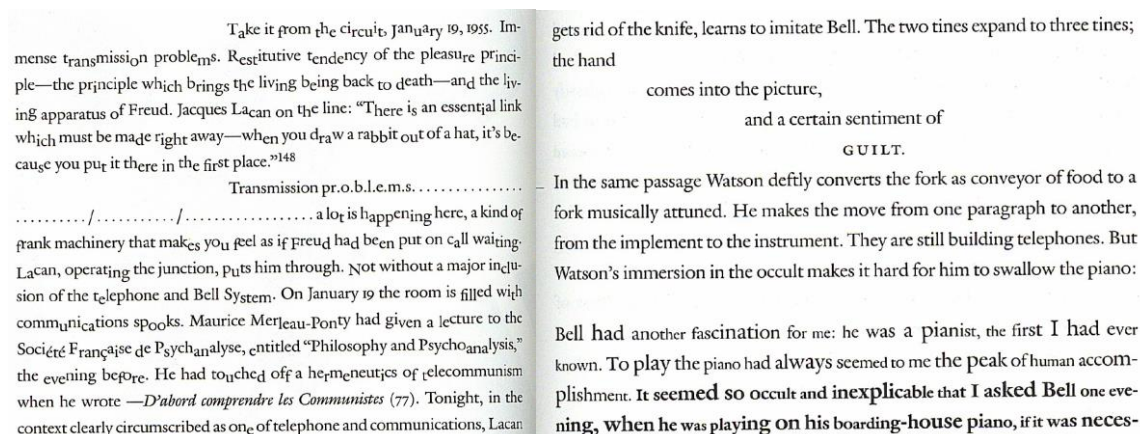 Take it from the circuit, January 19, 1955. Im-
mense transmission problems. Restitutive tendency of the pleasure princi-
ple—the principle which brings the living being back to death—and the liv-
ing apparatus of Freud. Jacques Lacan on the line: “There is an essential link
which must be made right away—when you draw a rabbit out of a hat, it’s be-
cause you put it there in the first place.”148
Transmission pr.o.b.l.e.m.s................
........../.........../.................a lot is happening here, a kind of
prank machinery that makes you feel as if Freud had been put on call waiting.
Lacan, operating the junction, puts him through. Not without a major inclu-
sion of the telephone and Bell System. On January 19 the room is filled with
communications spooks. Maurice Merleau-Ponty had given a lecture to the
Société Française de Psychanalyse, entitled “Philosophy and Psychoanalysis,”
the evening before. He had touched off a hermeneutics of telecommunism
when he wrote —D’abord comprendre les Communistes (77). Tonight, in the
context clearly circumscribed as one of telephone and communications, Lacan
gets rid of the knife, learns to imitate Bell. The two tines expand to three tines;
the hand
comes into the picture,
and a certain sentiment of
GUILT.
In the same passage Watson deftly converts the fork as conveyor of food to a
fork musically attuned. He makes the move from one paragraph to another,
from the implement to the instrument. They are still building telephones. But
Watson’s immersion in the occult makes it hard for him to swallow the piano:
Bell had another fascination for me: he was a pianist, the first I had ever
known. To play the piano had always seemed to me the peak of human accom-
plishment. It seemed so occult and inexplicable that I asked Bell one eve-
ning, when he was playing on his boarding-house piano, if it was neces-